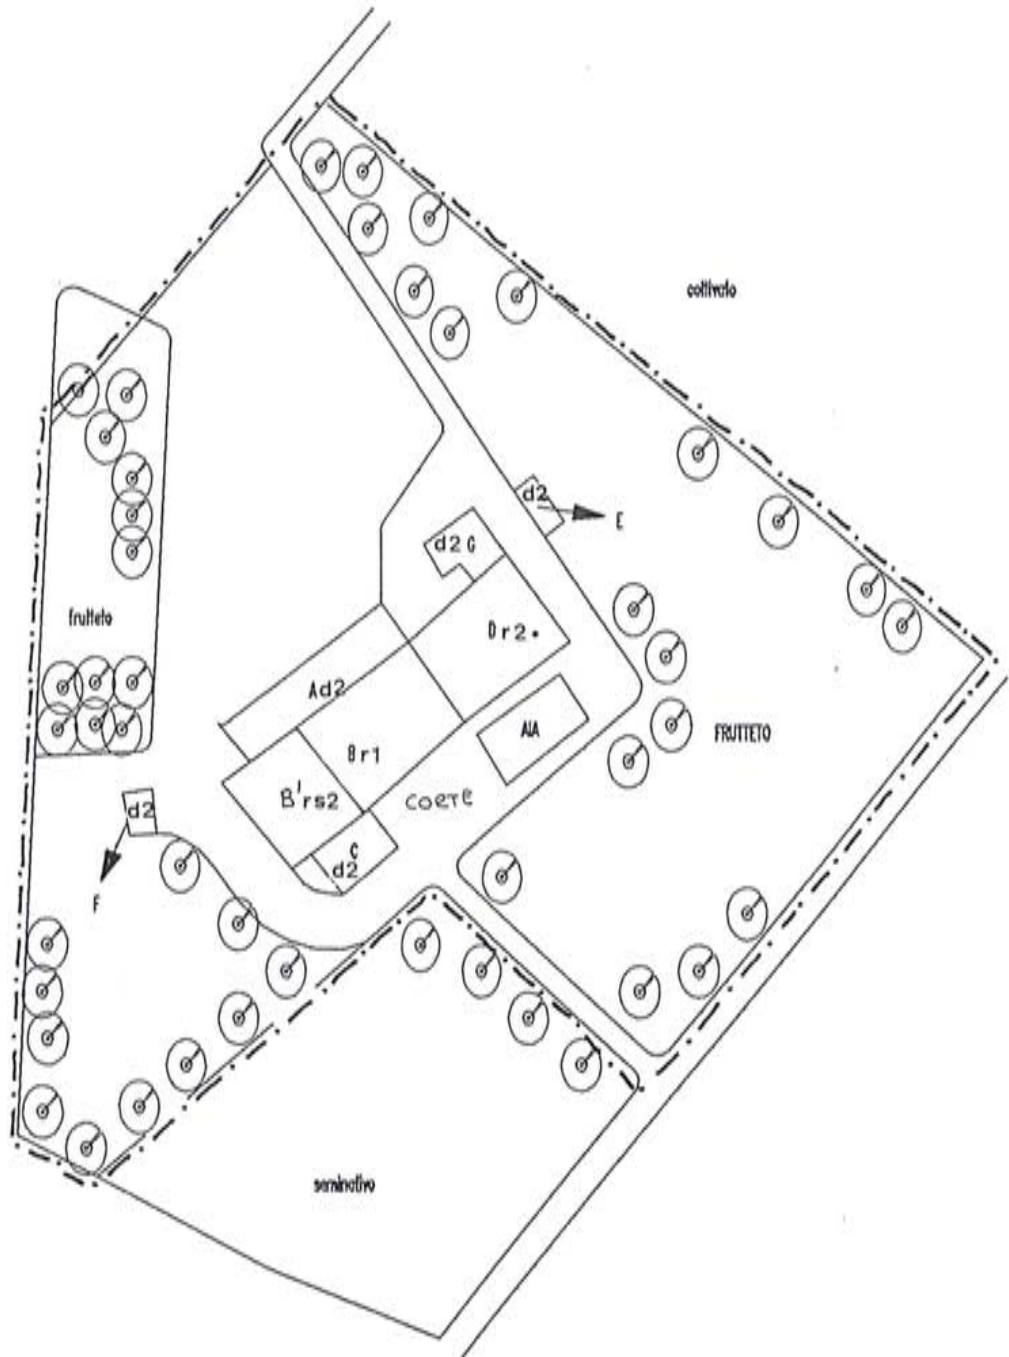 coltivato
d2
E
d2 G
Dr2.
frutteto
Ad2
AIA
FRUTTETO
Br1
B'rs2
CORTE
d2
C
d2
F
seminativo